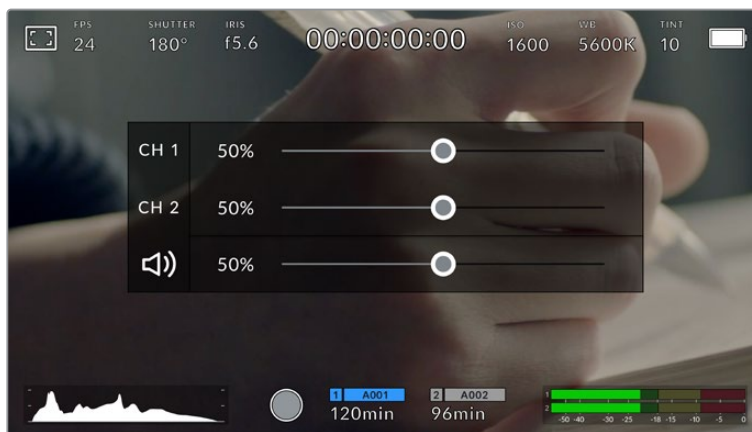 FPS
24
SHUTTER
180°
IRIS
f5.6
00:00:00:00
ISO
1600
WB
5600K
TINT
10
CH 1 50%
CH 2 50%
50%
1 A001
120min
2 A002
96min
1
2
-50 -40 -30 -25 -18 -15 -10 -5 0